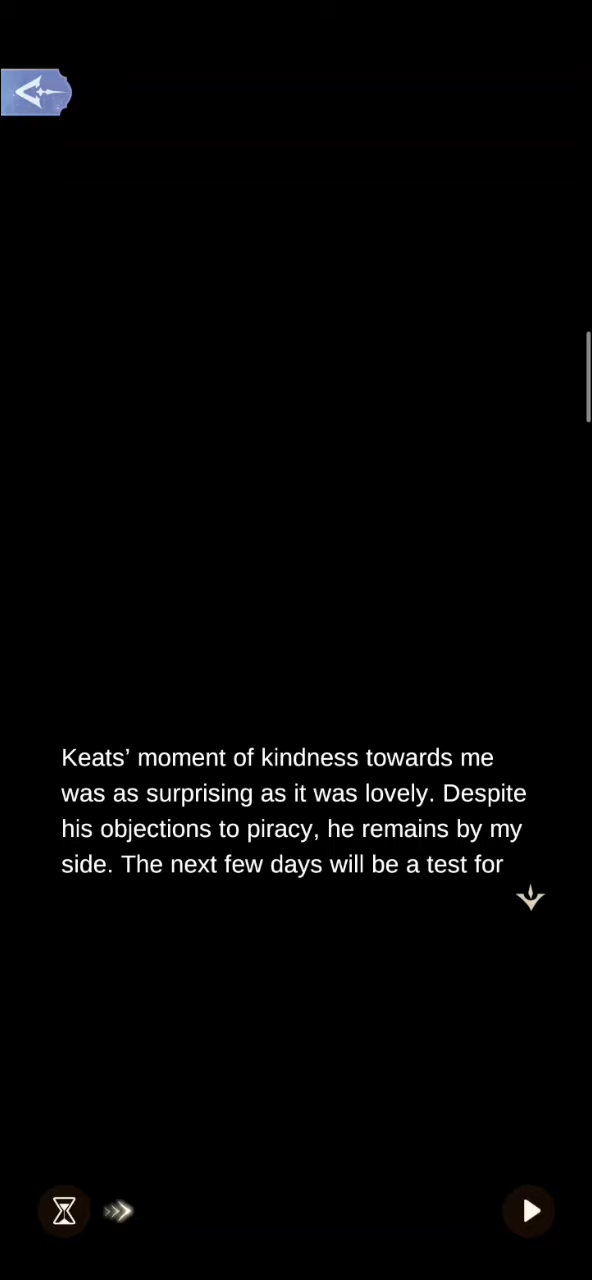 Keats’ moment of kindness towards me
was as surprising as it was lovely. Despite
his objections to piracy, he remains by my
side. The next few days will be a test for